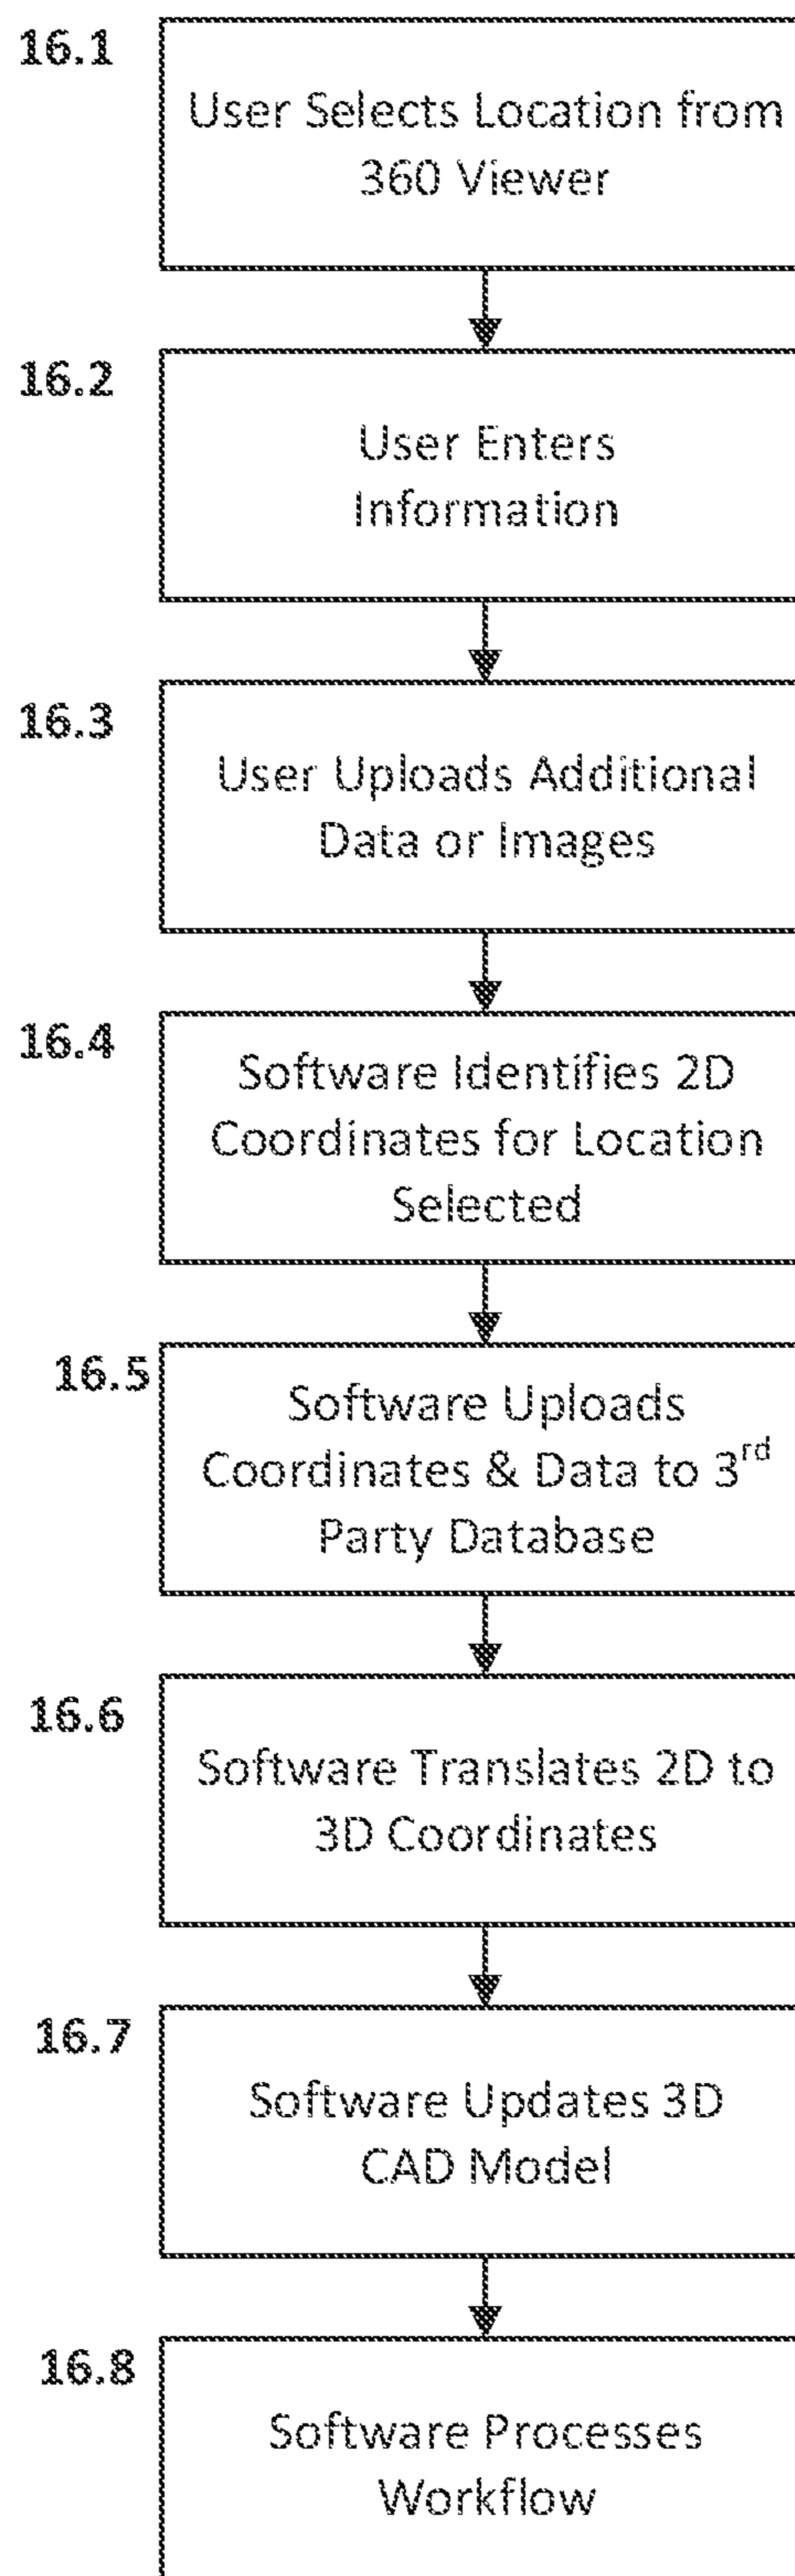 16.1
User Selects Location from
360 Viewer
16.2
User Enters
Information
16.3
User Uploads Additional
Data or Images
16.4
Software Identifies 2D
Coordinates for Location
Selected
16.5
Software Uploads
Coordinates & Data to 3rd
Party Database
16.6
Software Translates 2D to
3D Coordinates
16.7
Software Updates 3D
CAD Model
16.8
Software Processes
Workflow